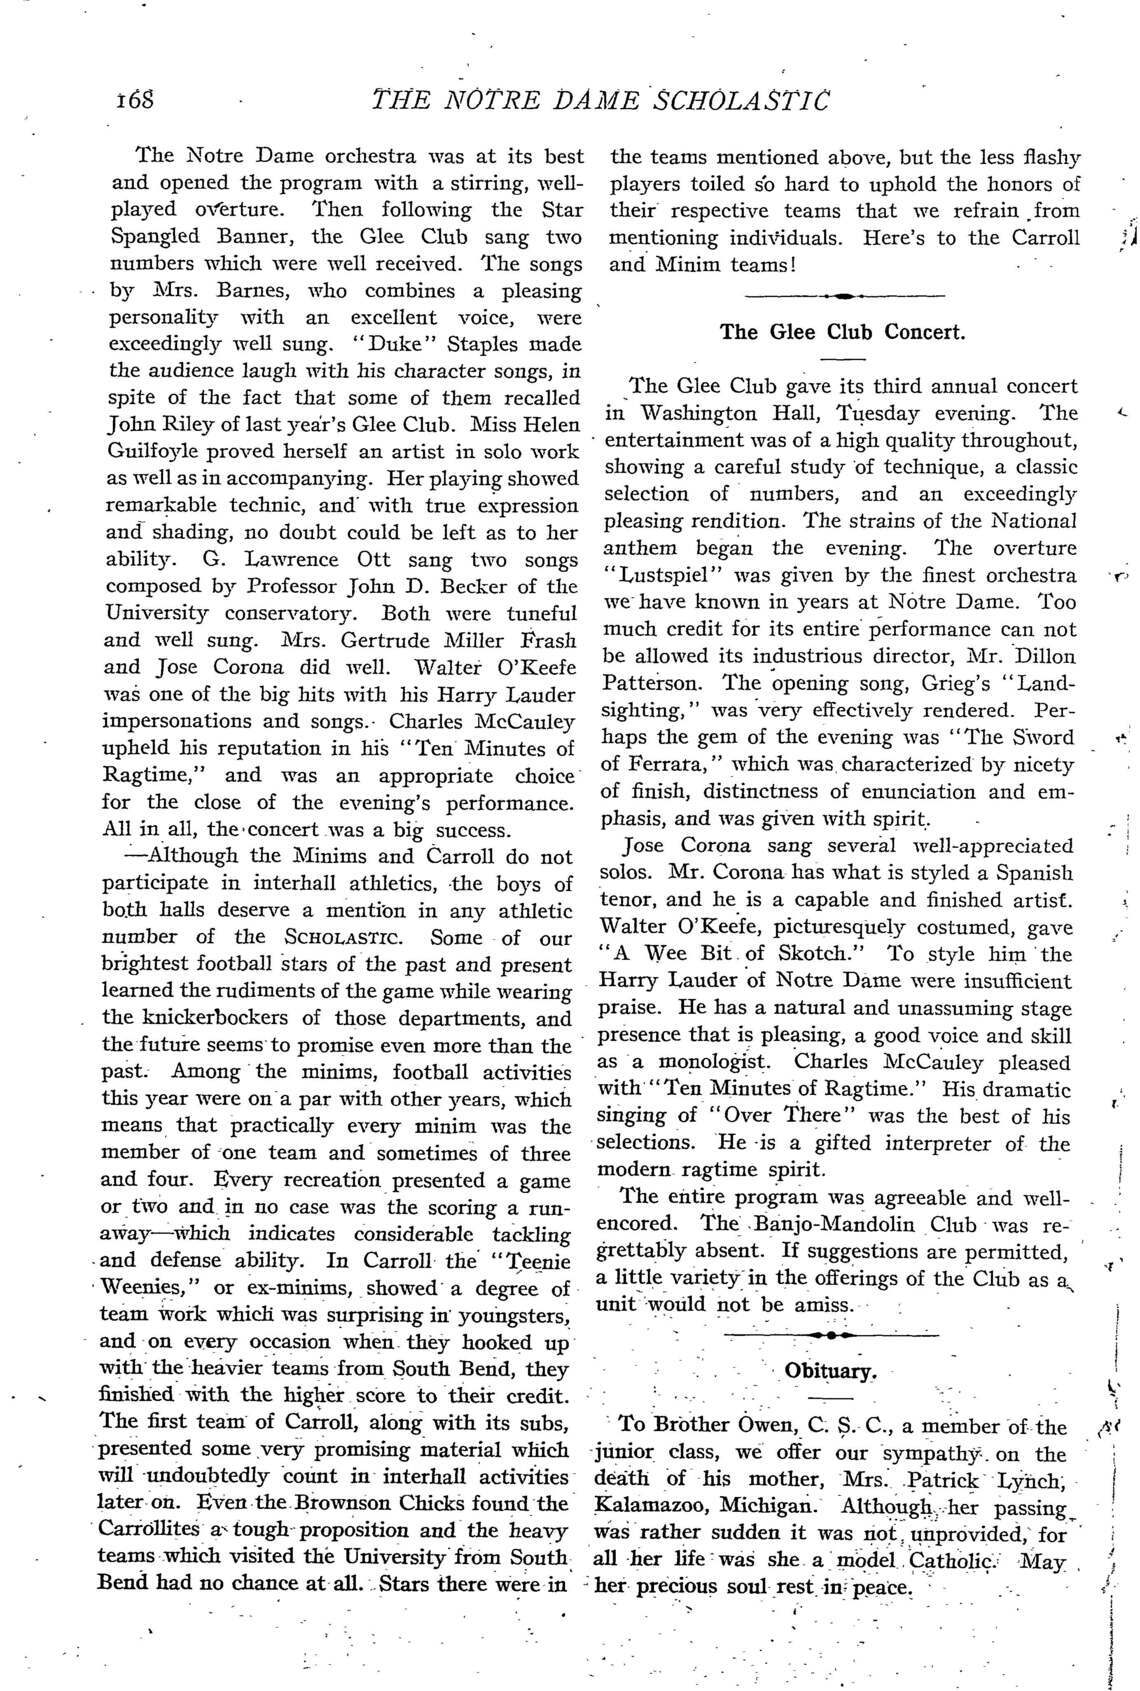 168
THE NOTRE DAME SCHOLASTIC
The Notre Dame orchestra was at its best
and opened the program with a stirring, well-
played overture. Then following the Star
Spangled Banner, the Glee Club sang two
numbers which were well received. The songs
by Mrs. Barnes, who combines a pleasing
personality with an excellent voice, were
exceedingly well sung. "Duke" Staples made
the audience laugh with his character songs, in
spite of the fact that some of them recalled
John Riley of last year's Glee Club. Miss Helen
Guilfoyle proved herself an artist in solo work
as well as in accompanying. Her playing showed
remarkable technic, and with true expression
and shading, no doubt could be left as to her
ability. G. Lawrence Ott sang two songs
composed by Professor John D. Becker of the
University conservatory. Both were tuneful
and well sung. Mrs. Gertrude Miller Frash
and Jose Corona did well. Walter O'Keefe
was one of the big hits with his Harry Lauder
impersonations and songs. Charles McCauley
upheld his reputation in his "Ten Minutes of
Ragtime," and was an appropriate choice
for the close of the evening's performance.
All in all, the concert was a big success.
—Although the Minims and Carroll do not
participate in interhall athletics, the boys of
both halls deserve a mention in any athletic
number of the SCHOLASTIC. Some of our
brightest football stars of the past and present
learned the rudiments of the game while wearing
the knickerbockers of those departments, and
the future seems to promise even more than the
past. Among the minims, football activities
this year were on a par with other years, which
means that practically every minim was the
member of one team and sometimes of three
and four. Every recreation presented a game
or two and in no case was the scoring a run-
away—which indicates considerable tackling
and defense ability. In Carroll the "Teenie
Weenies," or ex-minims, showed a degree of
team work which was surprising in youngsters,
and on every occasion when they hooked up
with the heavier teams from South Bend, they
finished with the higher score to their credit.
The first team of Carroll, along with its subs,
presented some very promising material which
will undoubtedly count in interhall activities
later on. Even the Brownson Chicks found the
Carrollites a tough proposition and the heavy
teams which visited the University from South
Bend had no chance at all. Stars there were in
the teams mentioned above, but the less flashy
players toiled so hard to uphold the honors of
their respective teams that we refrain from
mentioning individuals. Here's to the Carroll
and Minim teams!
The Glee Club Concert.
The Glee Club gave its third annual concert
in Washington Hall, Tuesday evening. The
entertainment was of a high quality throughout,
showing a careful study of technique, a classic
selection of numbers, and an exceedingly
pleasing rendition. The strains of the National
anthem began the evening. The overture
"Lustspiel" was given by the finest orchestra
we have known in years at Notre Dame. Too
much credit for its entire performance can not
be allowed its industrious director, Mr. Dillon
Patterson. The opening song, Grieg's "Land-
sighting," was very effectively rendered. Per-
haps the gem of the evening was "The Sword
of Ferrara," which was characterized by nicety
of finish, distinctness of enunciation and em-
phasis, and was given with spirit.
Jose Corona sang several well-appreciated
solos. Mr. Corona has what is styled a Spanish
tenor, and he is a capable and finished artist.
Walter O'Keefe, picturesquely costumed, gave
"A Wee Bit of Skotch." To style him the
Harry Lauder of Notre Dame were insufficient
praise. He has a natural and unassuming stage
presence that is pleasing, a good voice and skill
as a monologist. Charles McCauley pleased
with "Ten Minutes of Ragtime." His dramatic
singing of "Over There" was the best of his
selections. He is a gifted interpreter of the
modern ragtime spirit.
The entire program was agreeable and well-
encored. The Banjo-Mandolin Club was re-
grettably absent. If suggestions are permitted,
a little variety in the offerings of the Club as a
unit would not be amiss.
Obituary.
To Brother Owen, C. S. C., a member of the
junior class, we offer our sympathy on the
death of his mother, Mrs. Patrick Lynch,
Kalamazoo, Michigan. Although her passing
was rather sudden it was not unprovided, for
all her life was she a model Catholic. May
her precious soul rest in peace.